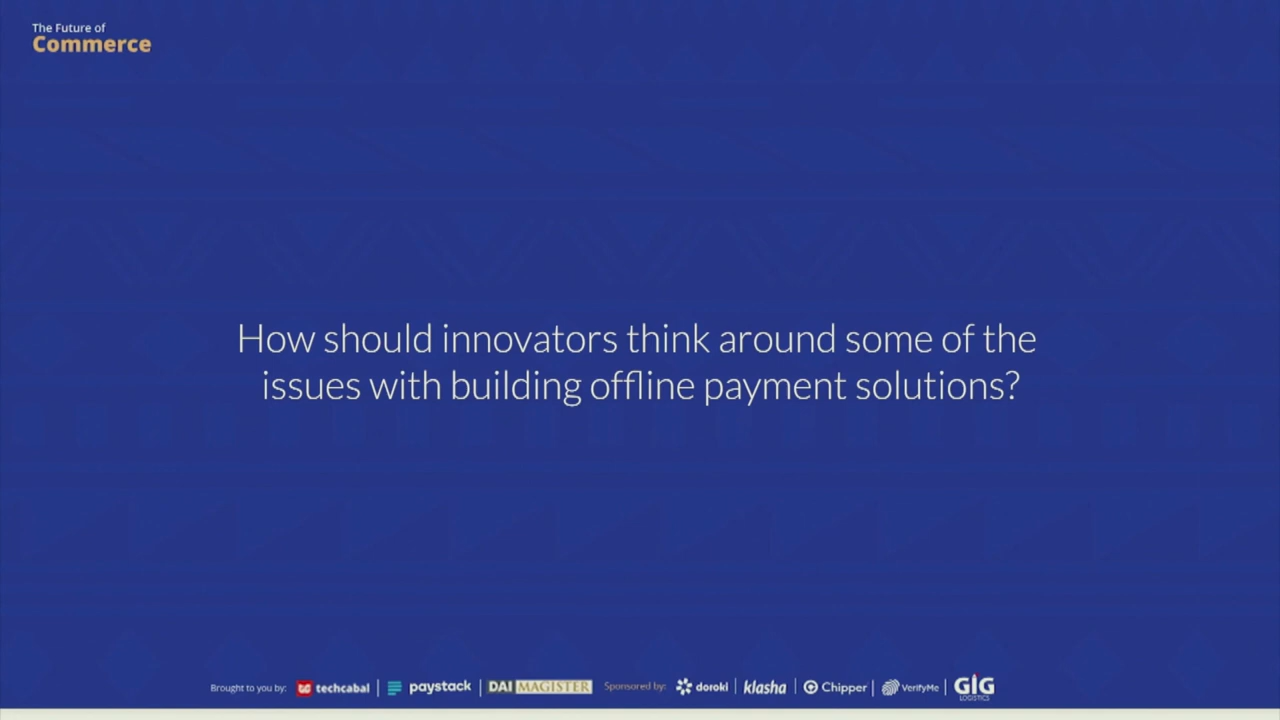 The Future of
Commerce
How should innovators think around some of the
issues with building offline payment solutions?
Brought to you by: techcabal paystack DAI MAGISTER Sponsored by: doroki klasha Chipper VerifyMe GIG
LOGISTICS